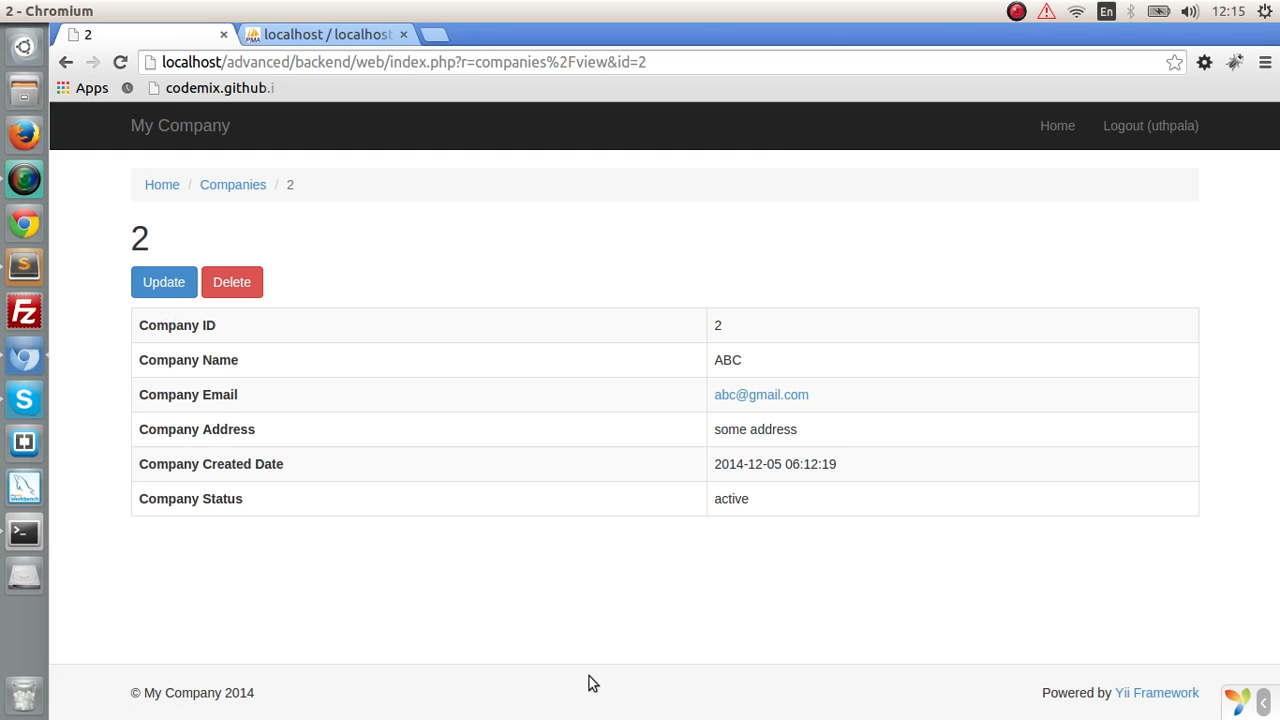 2 - Chromium
En
12:15
2
localhost / localhost
localhost/advanced/backend/web/index.php?r=companies%2Fview&id=2
Apps
codemix.github.i
My Company
Home
Logout (uthpala)
Home / Companies / 2
2
Update
Delete
Company ID 2
Company Name ABC
Company Email abc@gmail.com
Company Address some address
Company Created Date 2014-12-05 06:12:19
Company Status active
© My Company 2014
Powered by Yii Framework